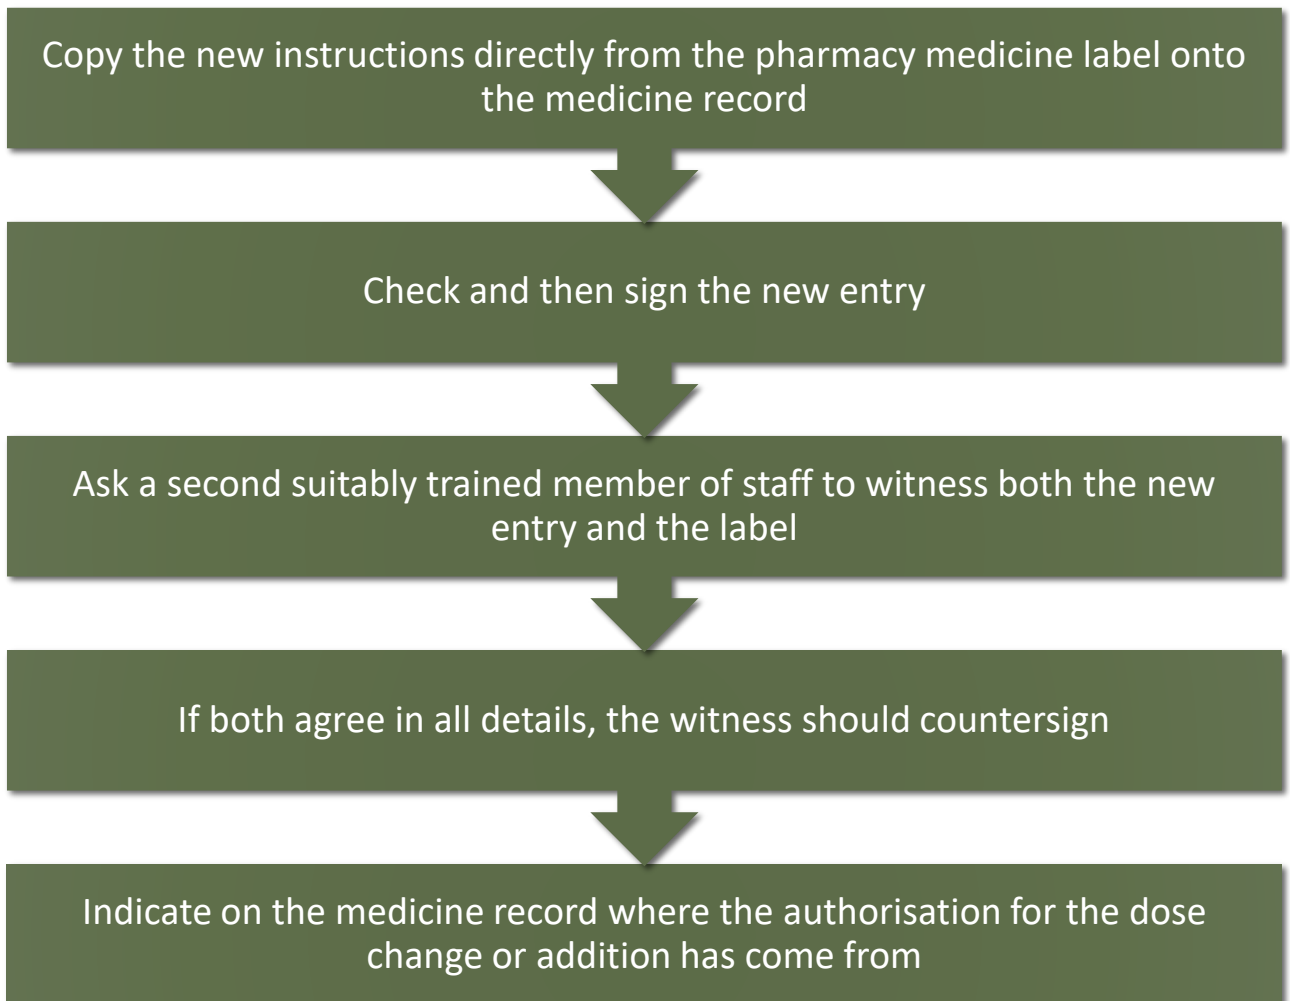 Copy the new instructions directly from the pharmacy medicine label onto
the medicine record
Check and then sign the new entry
Ask a second suitably trained member of staff to witness both the new
entry and the label
If both agree in all details, the witness should countersign
Indicate on the medicine record where the authorisation for the dose
change or addition has come from